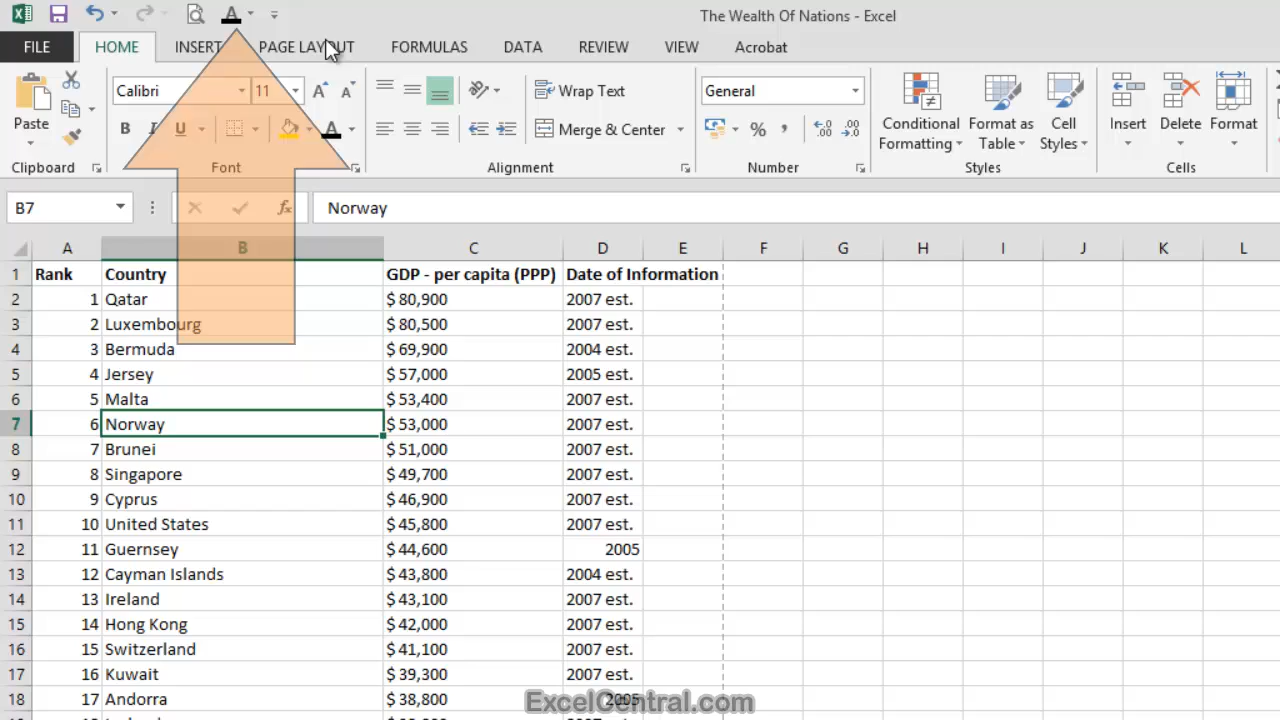 The Wealth Of Nations - Excel
FILE HOME INSERT PAGE LAYOUT FORMULAS DATA REVIEW VIEW Acrobat
Calibri 11 Wrap Text General
Paste B I U A Merge & Center % , Conditional Formatting Format as Table Cell Styles Insert Delete Format
Clipboard Font Alignment Number Styles Cells
B7 fx Norway
A B C D E F G H I J K L
1 Rank Country GDP - per capita (PPP) Date of Information
2 1 Qatar $ 80,900 2007 est.
3 2 Luxembourg $ 80,500 2007 est.
4 3 Bermuda $ 69,900 2004 est.
5 4 Jersey $ 57,000 2005 est.
6 5 Malta $ 53,400 2007 est.
7 6 Norway $ 53,000 2007 est.
8 7 Brunei $ 51,000 2007 est.
9 8 Singapore $ 49,700 2007 est.
10 9 Cyprus $ 46,900 2007 est.
11 10 United States $ 45,800 2007 est.
12 11 Guernsey $ 44,600 2005
13 12 Cayman Islands $ 43,800 2004 est.
14 13 Ireland $ 43,100 2007 est.
15 14 Hong Kong $ 42,000 2007 est.
16 15 Switzerland $ 41,100 2007 est.
17 16 Kuwait $ 39,300 2007 est.
18 17 Andorra $ 38,800 2005
ExcelCentral.com